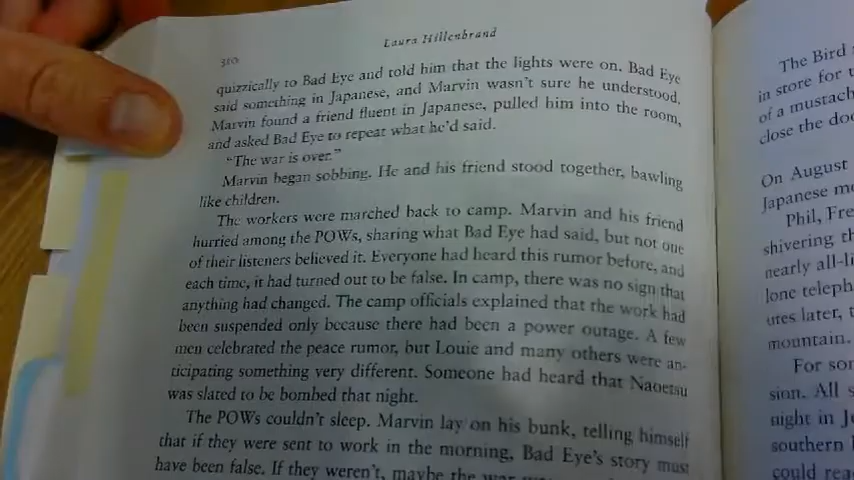 310
Laura Hillenbrand
quizzically to Bad Eye and told him that the lights were on. Bad Eye
said something in Japanese, and Marvin wasn't sure he understood.
Marvin found a friend fluent in Japanese, pulled him into the room,
and asked Bad Eye to repeat what he'd said.
"The war is over."
Marvin began sobbing. He and his friend stood together, bawling
like children.
The workers were marched back to camp. Marvin and his friend
hurried among the POWs, sharing what Bad Eye had said, but not one
of their listeners believed it. Everyone had heard this rumor before, and
each time, it had turned out to be false. In camp, there was no sign that
anything had changed. The camp officials explained that the work had
been suspended only because there had been a power outage. A few
men celebrated the peace rumor, but Louie and many others were an-
ticipating something very different. Someone had heard that Naoetsu
was slated to be bombed that night.
The POWs couldn't sleep. Marvin lay on his bunk, telling himself
that if they were sent to work in the morning, Bad Eye's story must
have been false. If they weren't, maybe the war
The Bird
in store for
of a mustach
close the doo
On August
Japanese me
Phil, Fre
shivering th
nearly all-li
lone teleph
utes later,
mountain.
For som
sion. All s
night in Je
southern
could rea